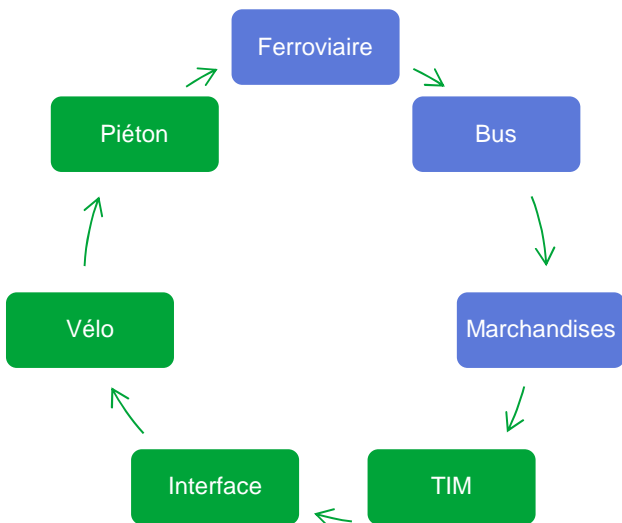 Ferroviaire
Bus
Marchandises
TIM
Interface
Vélo
Piéton